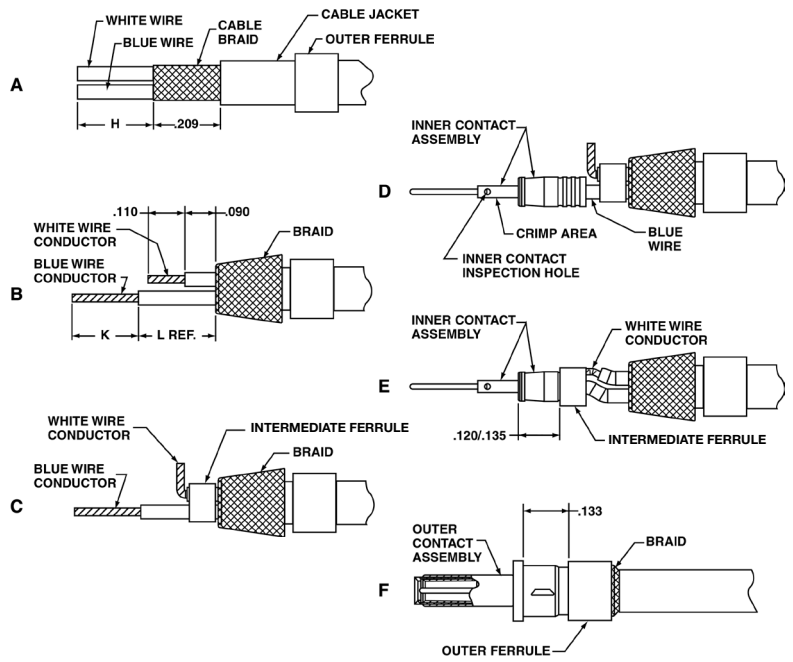 A
WHITE WIRE
BLUE WIRE
CABLE
BRAID
CABLE JACKET
OUTER FERRULE
H
.209
B
.110
.090
WHITE WIRE
CONDUCTOR
BLUE WIRE
CONDUCTOR
BRAID
K
L REF.
C
WHITE WIRE
CONDUCTOR
BLUE WIRE
CONDUCTOR
INTERMEDIATE FERRULE
BRAID
D
INNER CONTACT
ASSEMBLY
CRIMP AREA
BLUE
WIRE
INNER CONTACT
INSPECTION HOLE
E
INNER CONTACT
ASSEMBLY
WHITE WIRE
CONDUCTOR
.120/.135
INTERMEDIATE FERRULE
F
OUTER
CONTACT
ASSEMBLY
.133
BRAID
OUTER FERRULE